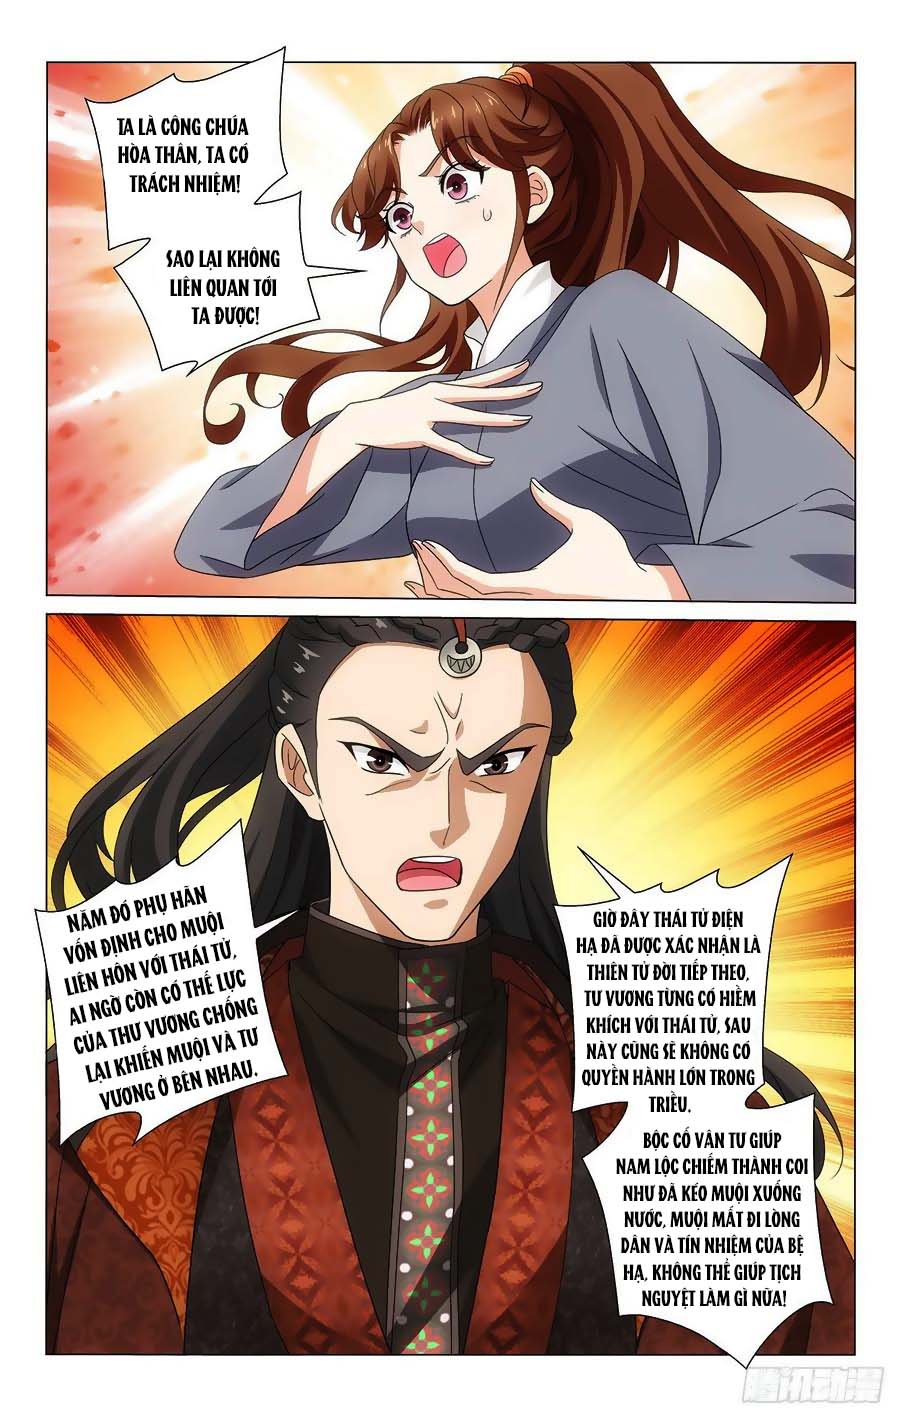 TA LÀ CÔNG CHÚA
HÒA THÂN, TA CÓ
TRÁCH NHIỆM!
SAO LẠI KHÔNG
LIÊN QUAN TỚI
TA ĐƯỢC!
NĂM ĐÓ PHỤ HÃN
VỐN ĐỊNH CHO MUỘI
LIÊN HÔN VỚI THÁI TỬ,
AI NGỜ CÒN CÓ THẾ LỰC
CỦA THƯ VƯƠNG CHỐNG
LẠI KHIẾN MUỘI VÀ TƯ
VƯƠNG Ở BÊN NHAU.
GIỜ ĐÂY THÁI TỬ ĐIỆN
HẠ ĐÃ ĐƯỢC XÁC NHẬN LÀ
THIÊN TỬ ĐỜI TIẾP THEO,
TƯ VƯƠNG TỪNG CÓ HIỀM
KHÍCH VỚI THÁI TỬ, SAU
NÀY CŨNG SẼ KHÔNG CÓ
QUYỀN HÀNH LỚN TRONG
TRIỀU.
BỘC CỐ VÂN TƯ GIÚP
NAM LỘC CHIẾM THÀNH COI
NHƯ ĐÃ KÉO MUỘI XUỐNG
NƯỚC, MUỘI MẤT ĐI LÒNG
DÂN VÀ TÍN NHIỆM CỦA BỆ
HẠ, KHÔNG THỂ GIÚP TỊCH
NGUYỆT LÀM GÌ NỮA!
腾讯动漫